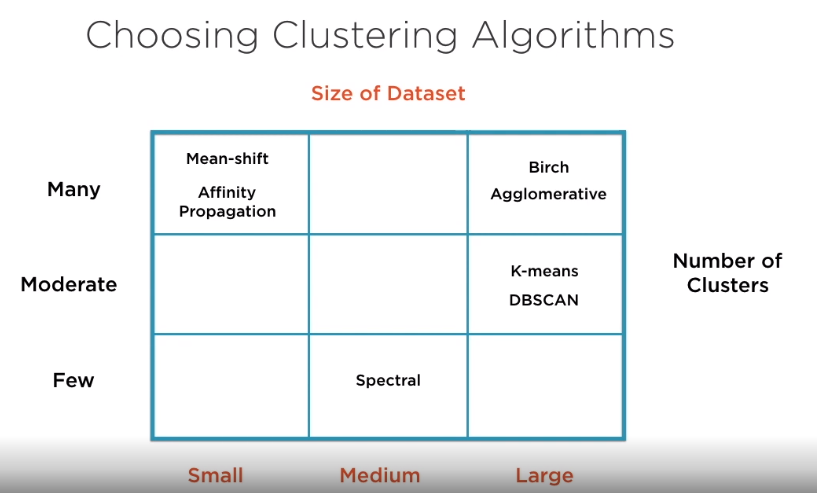 Choosing Clustering Algorithms
Size of Dataset
Many
Mean-shift
Affinity
Propagation
Birch
Agglomerative
Moderate
K-means
DBSCAN
Number of
Clusters
Few
Spectral
Small
Medium
Large